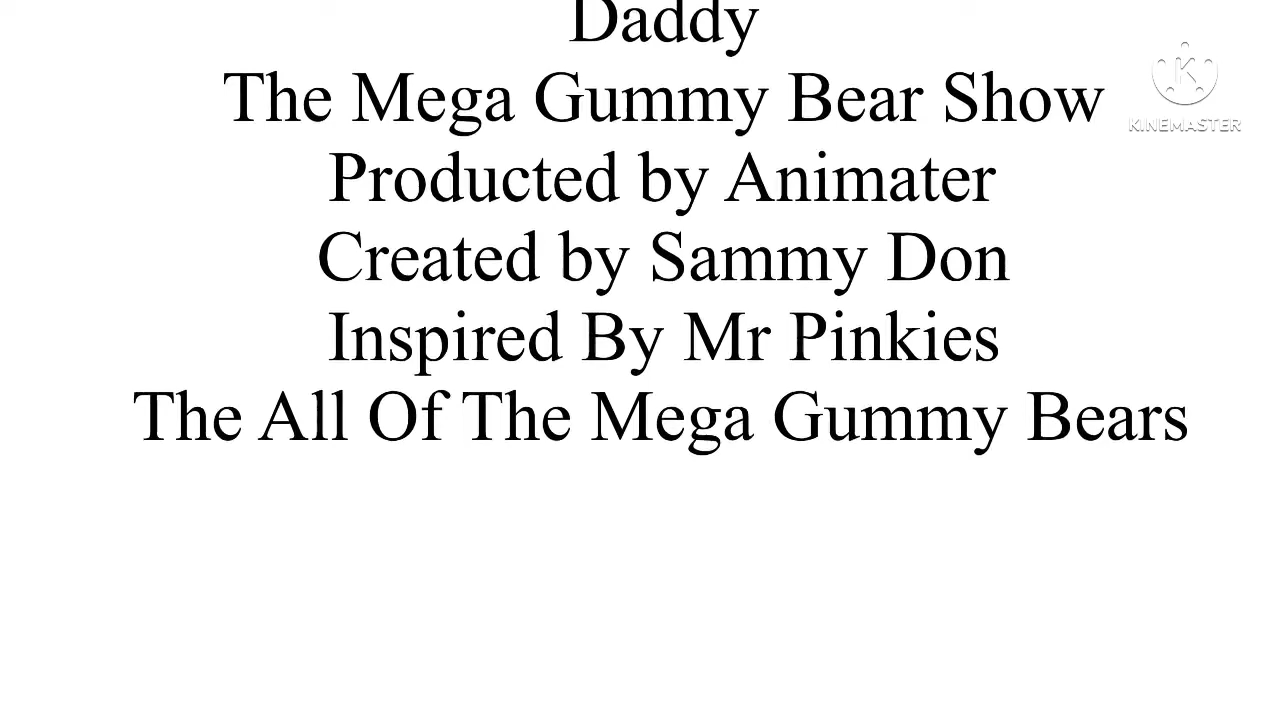 Daddy
The Mega Gummy Bear Show
Producted by Animater
Created by Sammy Don
Inspired By Mr Pinkies
The All Of The Mega Gummy Bears
K
KINEMASTER